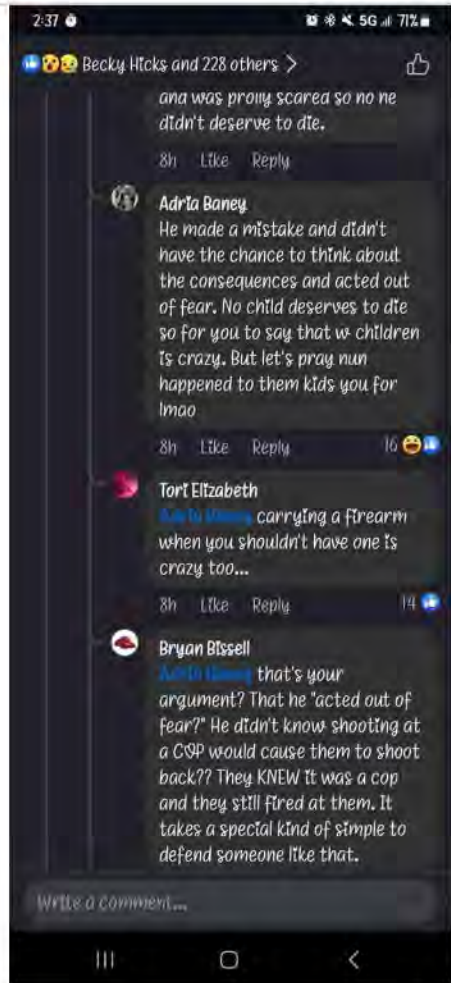 2:37 5G 71%
Becky Hicks and 228 others >
and was prolly scared so no he
didn't deserve to die.
8h Like Reply
Adria Baney
He made a mistake and didn't
have the chance to think about
the consequences and acted out
of fear. No child deserves to die
so for you to say that w children
is crazy. But let's pray nun
happened to them kids you for
lmao
8h Like Reply 16
Tori Elizabeth
Adria Baney carrying a firearm
when you shouldn't have one is
crazy too...
8h Like Reply 14
Bryan Bissell
Adria Baney that's your
argument? That he "acted out of
fear?" He didn't know shooting at
a COP would cause them to shoot
back?? They KNEW it was a cop
and they still fired at them. It
takes a special kind of simple to
defend someone like that.
Write a comment...